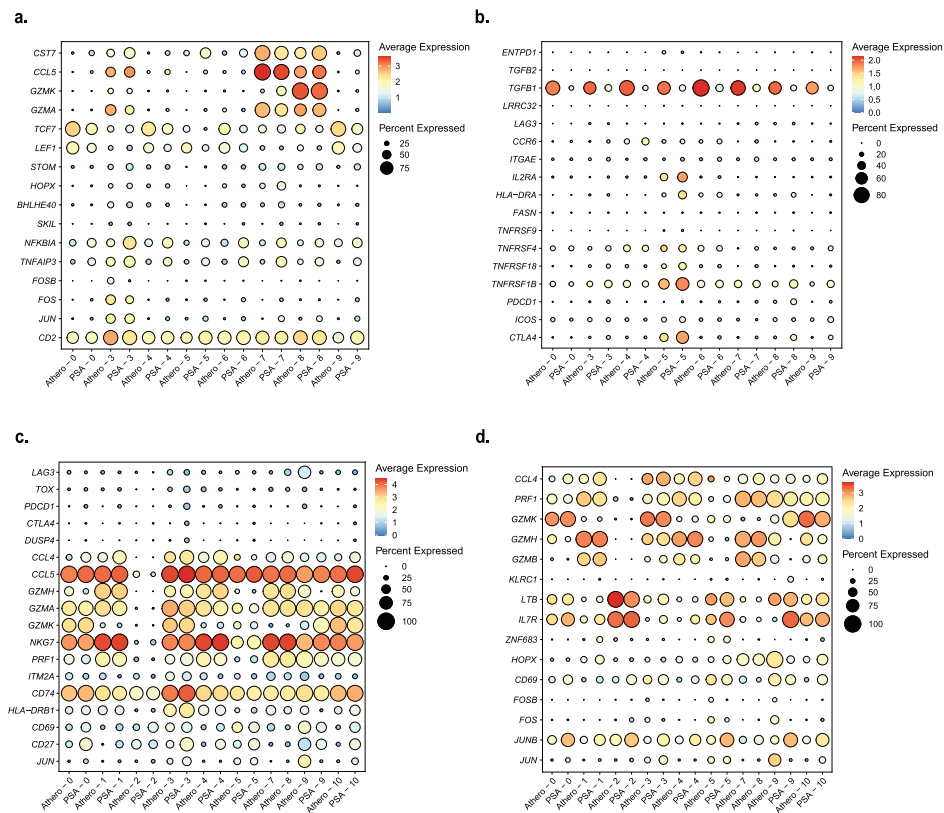 a.
CST7
CCL5
GZMK
GZMA
TCF7
LEF1
STOM
HOPX
BHLHE40
SKIL
NFKBIA
TNFAIP3
FOSB
FOS
JUN
CD2
Athero − 0
PSA − 0
Athero − 3
PSA − 3
Athero − 4
PSA − 4
Athero − 5
PSA − 5
Athero − 6
PSA − 6
Athero − 7
PSA − 7
Athero − 8
PSA − 8
Athero − 9
PSA − 9
Average Expression
3
2
1
Percent Expressed
25
50
75
b.
ENTPD1
TGFB2
TGFB1
LRRC32
LAG3
CCR6
ITGAE
IL2RA
HLA−DRA
FASN
TNFRSF9
TNFRSF4
TNFRSF18
TNFRSF1B
PDCD1
ICOS
CTLA4
Athero − 0
PSA − 0
Athero − 3
PSA − 3
Athero − 4
PSA − 4
Athero − 5
PSA − 5
Athero − 6
PSA − 6
Athero − 7
PSA − 7
Athero − 8
PSA − 8
Athero − 9
PSA − 9
Average Expression
2.0
1.5
1.0
0.5
0.0
Percent Expressed
0
20
40
60
80
c.
LAG3
TOX
PDCD1
CTLA4
DUSP4
CCL4
CCL5
GZMH
GZMA
GZMK
NKG7
PRF1
ITM2A
CD74
HLA−DRB1
CD69
CD27
JUN
Athero − 0
PSA − 0
Athero − 1
PSA − 1
Athero − 2
PSA − 2
Athero − 3
PSA − 3
Athero − 4
PSA − 4
Athero − 5
PSA − 5
Athero − 7
Athero − 8
Athero − 9
PSA − 9
Athero − 10
PSA − 10
Average Expression
4
3
2
1
0
Percent Expressed
0
25
50
75
100
d.
CCL4
PRF1
GZMK
GZMH
GZMB
KLRC1
LTB
IL7R
ZNF683
HOPX
CD69
FOSB
FOS
JUNB
JUN
Athero − 0
PSA − 0
Athero − 1
PSA − 1
Athero − 2
PSA − 2
Athero − 3
PSA − 3
Athero − 4
PSA − 4
Athero − 5
PSA − 5
Athero − 7
Athero − 8
Athero − 9
PSA − 9
Athero − 10
PSA − 10
Average Expression
3
2
1
0
Percent Expressed
0
25
50
75
100